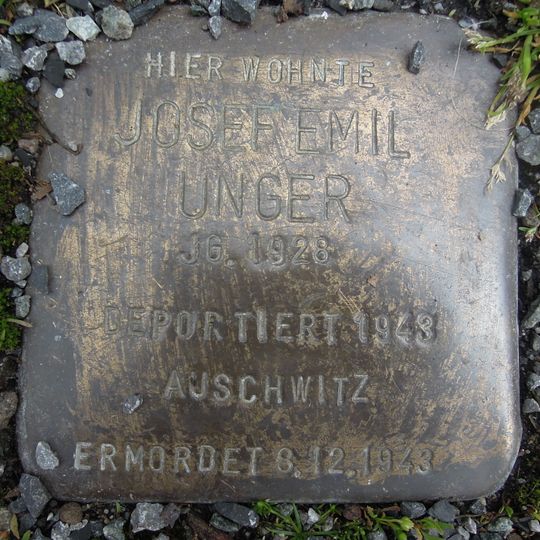 HIER WOHNTE
JOSEF EMIL
UNGER
JG. 1928
DEPORTIERT 1943
AUSCHWITZ
ERMORDET 8.12.1943